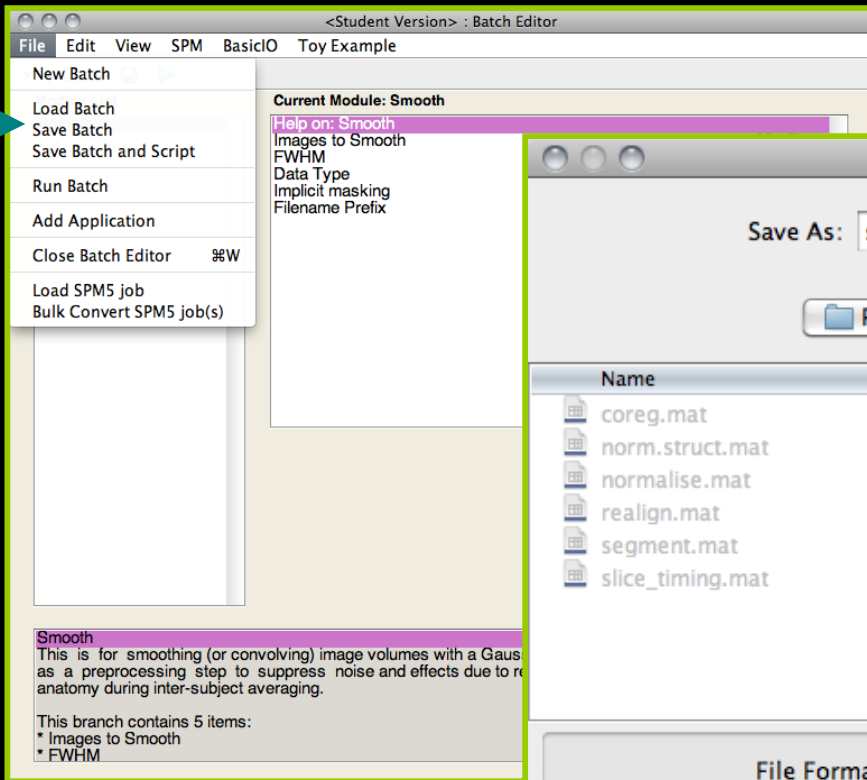 <Student Version> : Batch Editor
File Edit View SPM BasicIO Toy Example
New Batch
Load Batch
Save Batch
Save Batch and Script
Run Batch
Add Application
Close Batch Editor ⌘W
Load SPM5 job
Bulk Convert SPM5 job(s)
Current Module: Smooth
Help on: Smooth
Images to Smooth
FWHM
Data Type
Implicit masking
Filename Prefix
Save As:
Name
coreg.mat
norm.struct.mat
normalise.mat
realign.mat
segment.mat
slice_timing.mat
Smooth
This is for smoothing (or convolving) image volumes with a
as a preprocessing step to suppress noise and effects due to
anatomy during inter-subject averaging.
This branch contains 5 items:
* Images to Smooth
* FWHM
File